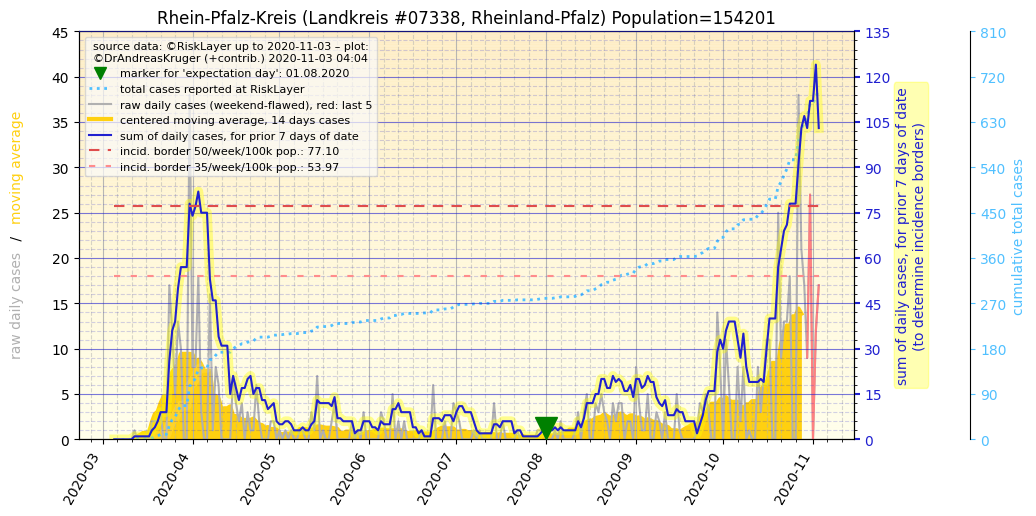 Rhein-Pfalz-Kreis (Landkreis #07338, Rheinland-Pfalz) Population=154201
source data: ©RiskLayer up to 2020-11-03 – plot:
©DrAndreasKruger (+contrib.) 2020-11-03 04:04
marker for 'expectation day': 01.08.2020
total cases reported at RiskLayer
raw daily cases (weekend-flawed), red: last 5
centered moving average, 14 days cases
sum of daily cases, for prior 7 days of date
incid. border 50/week/100k pop.: 77.10
incid. border 35/week/100k pop.: 53.97
raw daily cases / moving average
45
40
35
30
25
20
15
10
5
0
2020-03
2020-04
2020-05
2020-06
2020-07
2020-08
2020-09
2020-10
2020-11
135
120
105
90
75
60
45
30
15
0
sum of daily cases, for prior 7 days of date
(to determine incidence borders)
810
720
630
540
450
360
270
180
90
0
cumulative total cases